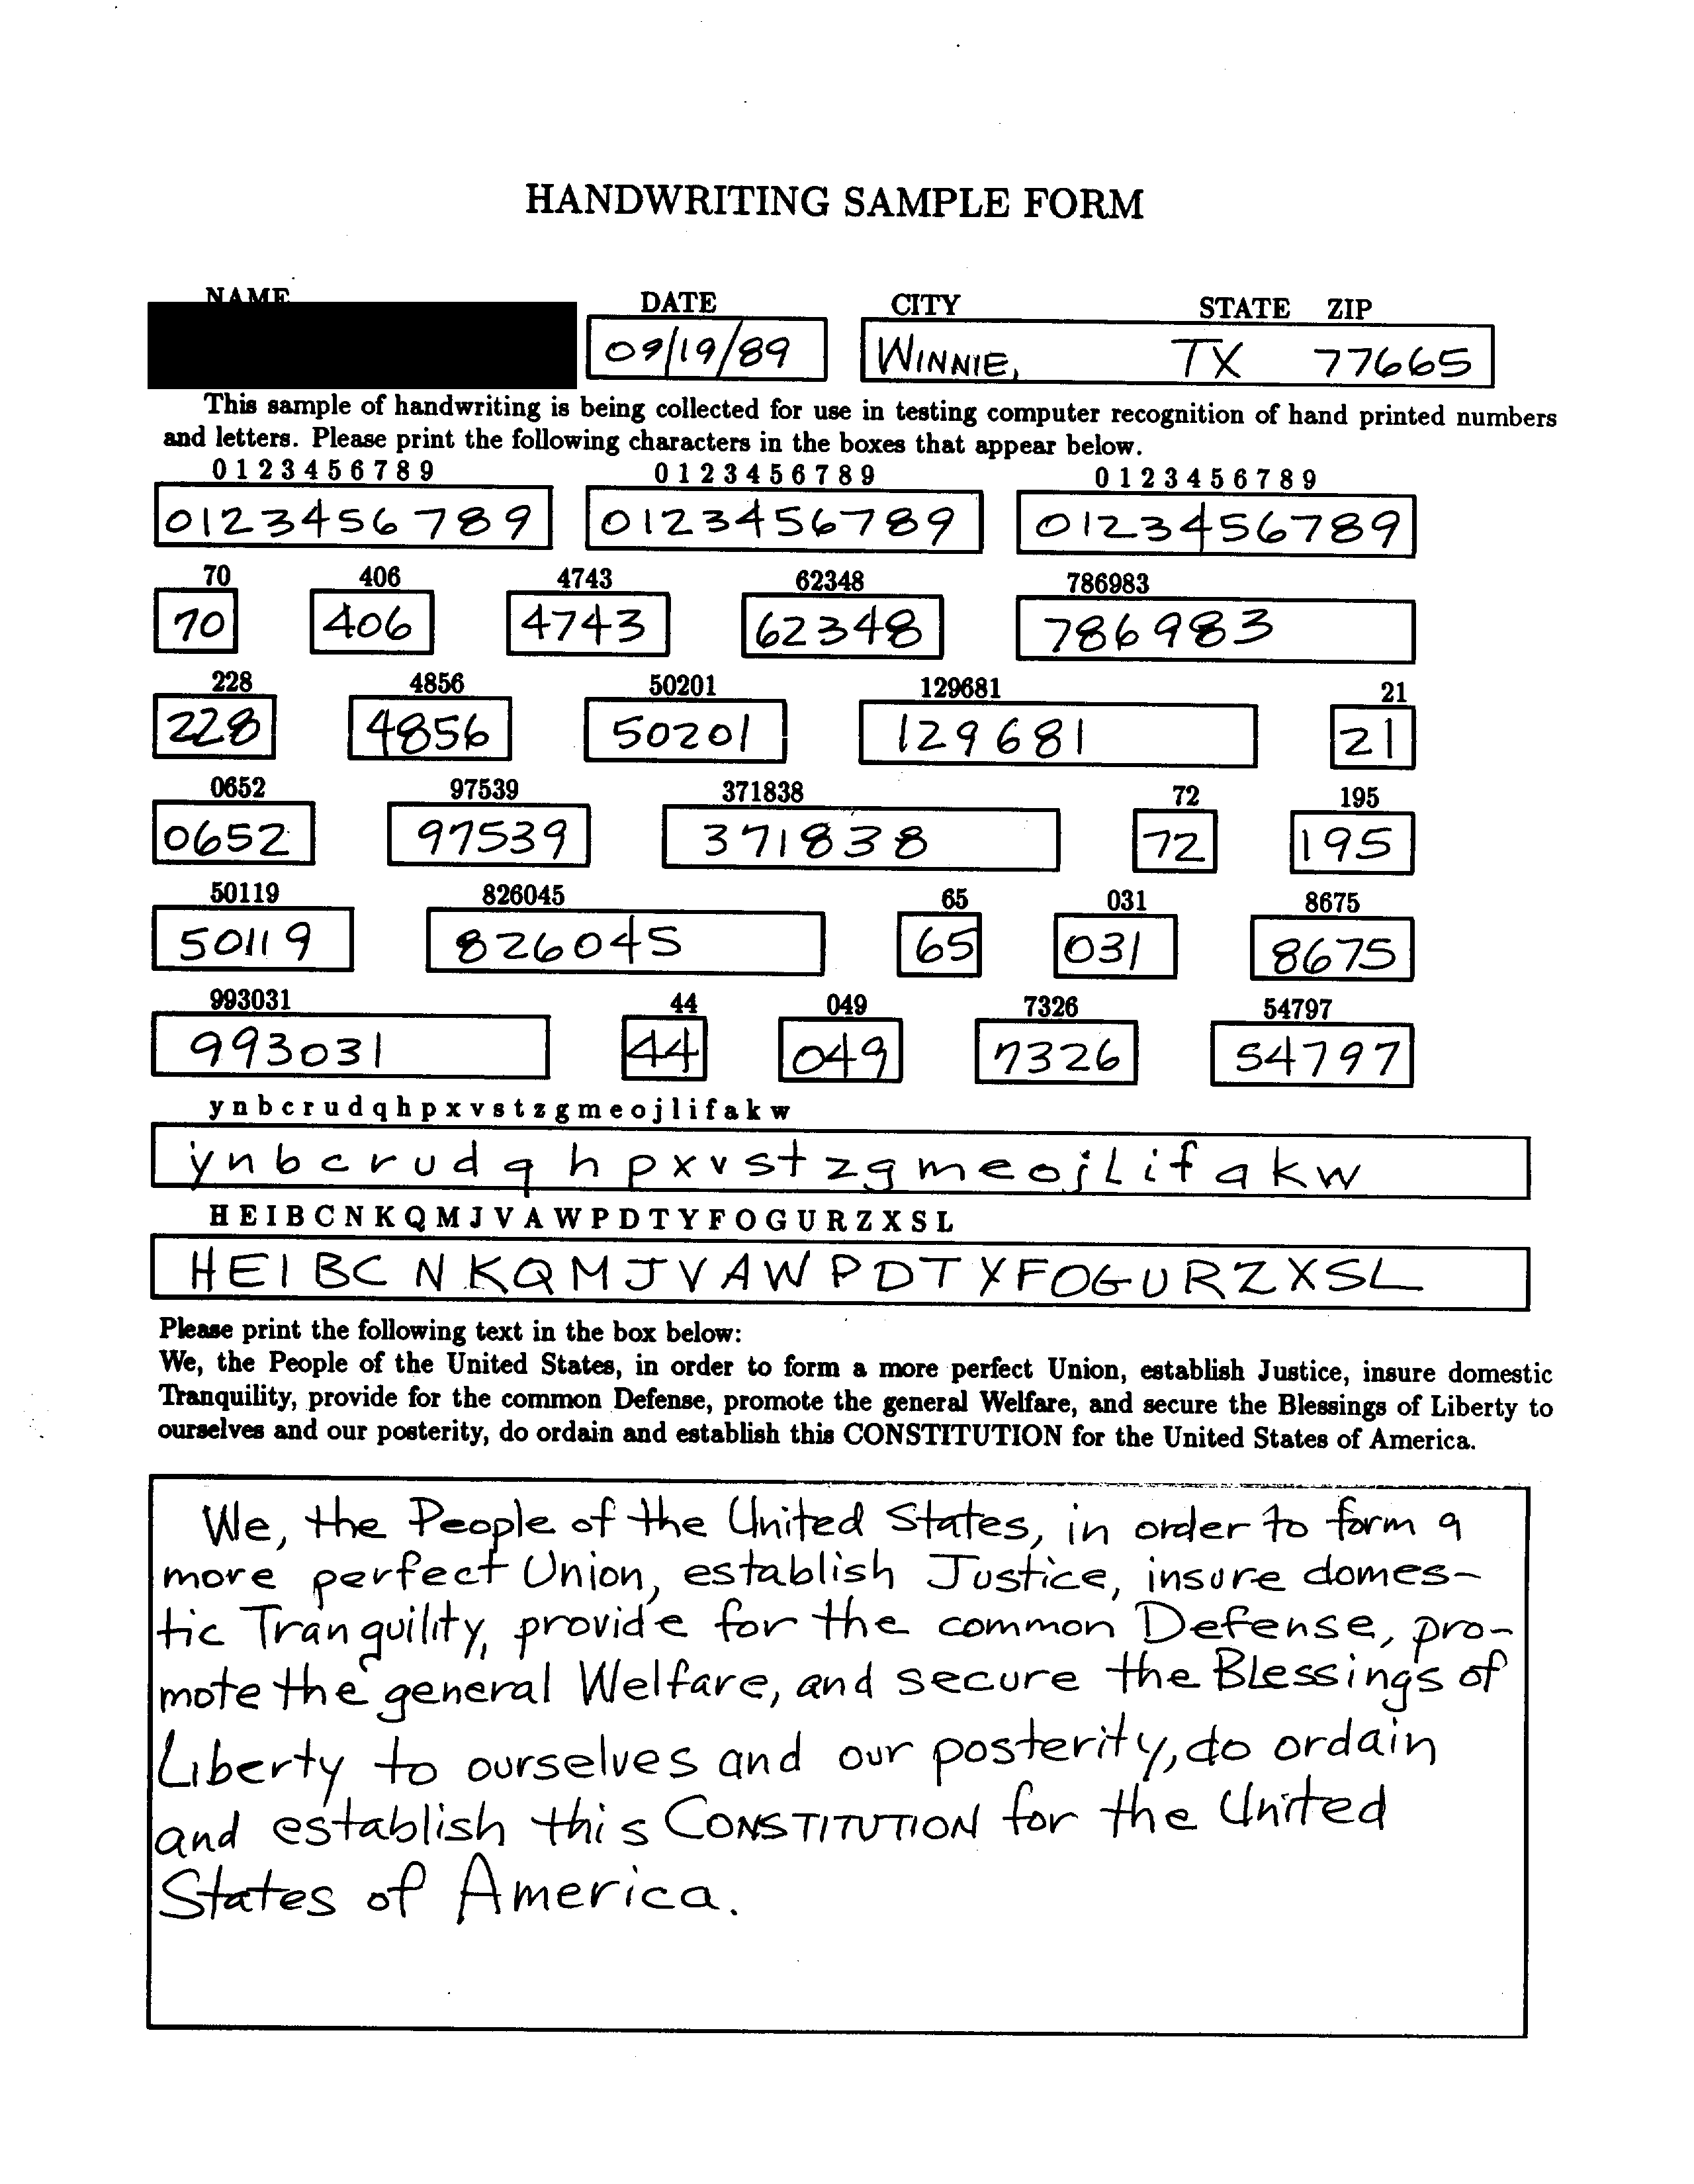 HANDWRITING SAMPLE FORM
NAME DATE CITY STATE ZIP
09/19/89 WINNIE, TX 77665
This sample of handwriting is being collected for use in testing computer recognition of hand printed numbers
and letters. Please print the following characters in the boxes that appear below.
0 1 2 3 4 5 6 7 8 9 0 1 2 3 4 5 6 7 8 9 0 1 2 3 4 5 6 7 8 9
0123456789 0123456789 0123456789
70 406 4743 62348 786983
70 406 4743 62348 786983
228 4856 50201 129681 21
228 4856 50201 129681 21
0652 97539 371838 72 195
0652 97539 371838 72 195
50119 826045 65 031 8675
50119 826045 65 031 8675
993031 44 049 7326 54797
993031 44 049 7326 54797
y n b c r u d q h p x v s t z g m e o j l i f a k w
y n b c r u d q h p x v s t z g m e o j L i f a k w
H E I B C N K Q M J V A W P D T Y F O G U R Z X S L
H E I B C N K Q M J V A W P D T Y F O G U R Z X S L
Please print the following text in the box below:
We, the People of the United States, in order to form a more perfect Union, establish Justice, insure domestic
Tranquility, provide for the common Defense, promote the general Welfare, and secure the Blessings of Liberty to
ourselves and our posterity, do ordain and establish this CONSTITUTION for the United States of America.
We, the People of the United States, in order to form a
more perfect Union, establish Justice, insure domes-
tic Tranquility, provide for the common Defense, pro-
mote the general Welfare, and secure the BLessings of
Liberty to ourselves and our posterity, do ordain
and establish this CONSTITUTION for the United
States of America.